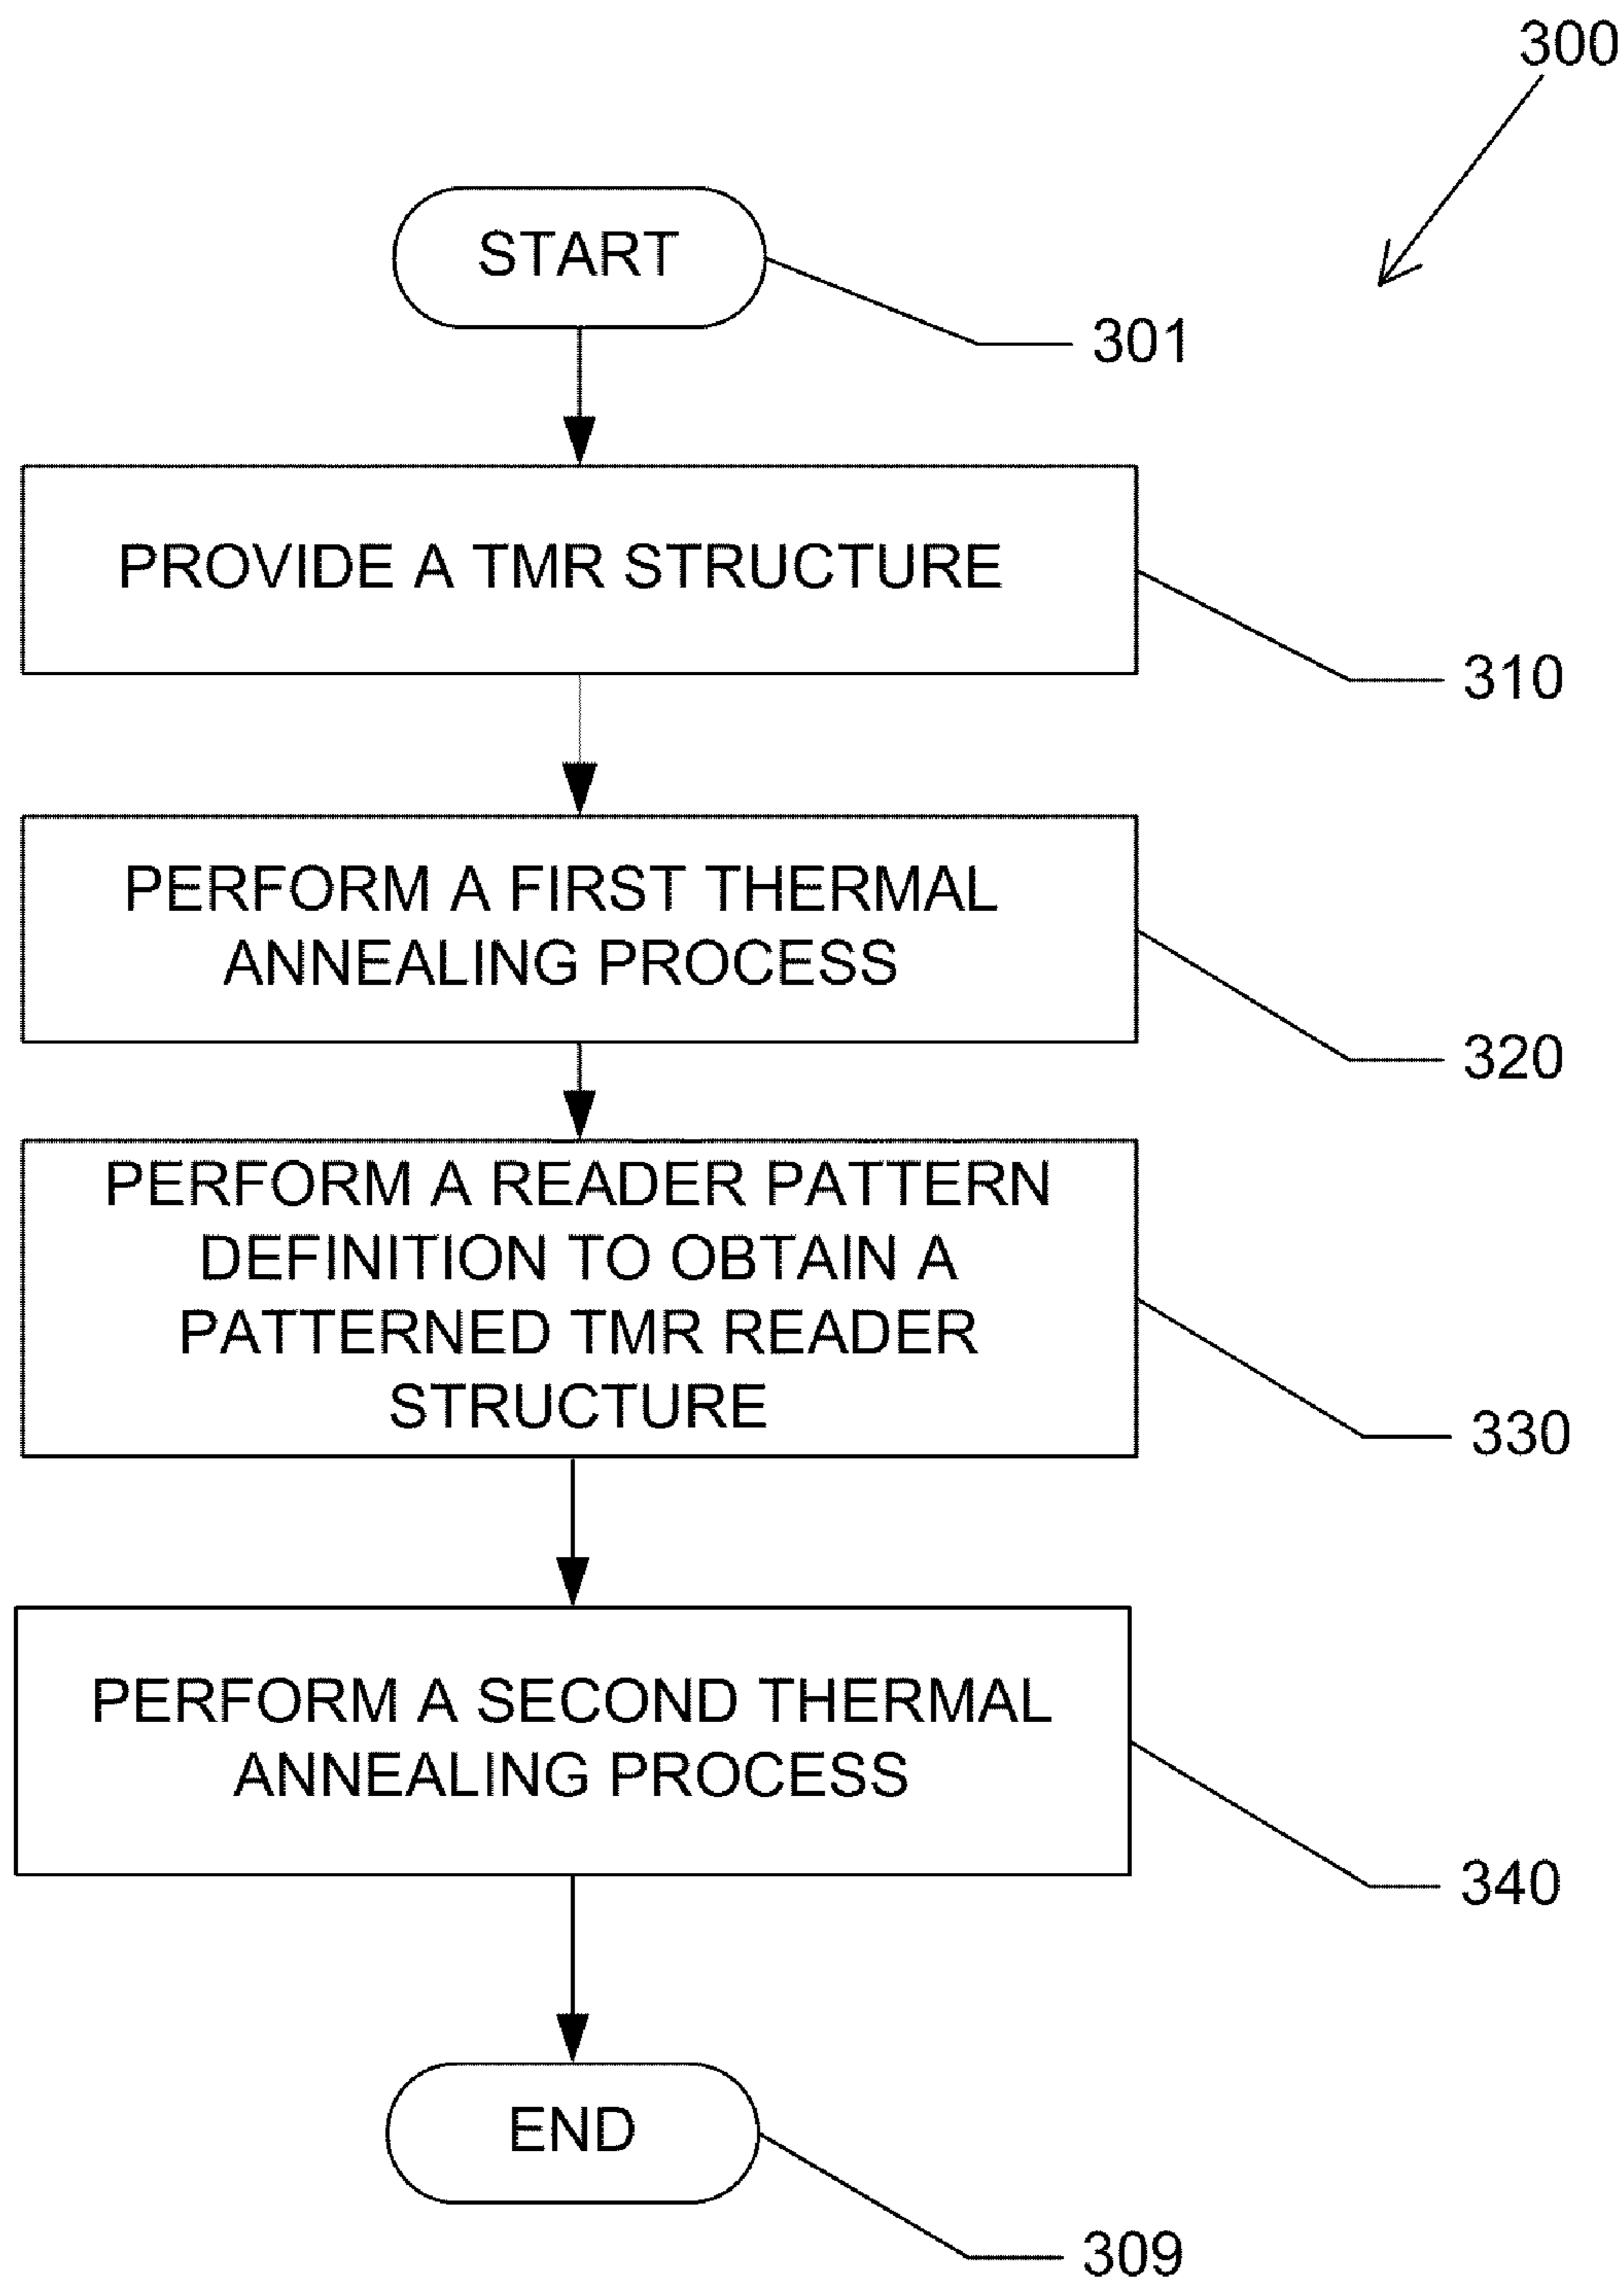 300
START
301
PROVIDE A TMR STRUCTURE
310
PERFORM A FIRST THERMAL
ANNEALING PROCESS
320
PERFORM A READER PATTERN
DEFINITION TO OBTAIN A
PATTERNED TMR READER
STRUCTURE
330
PERFORM A SECOND THERMAL
ANNEALING PROCESS
340
END
309